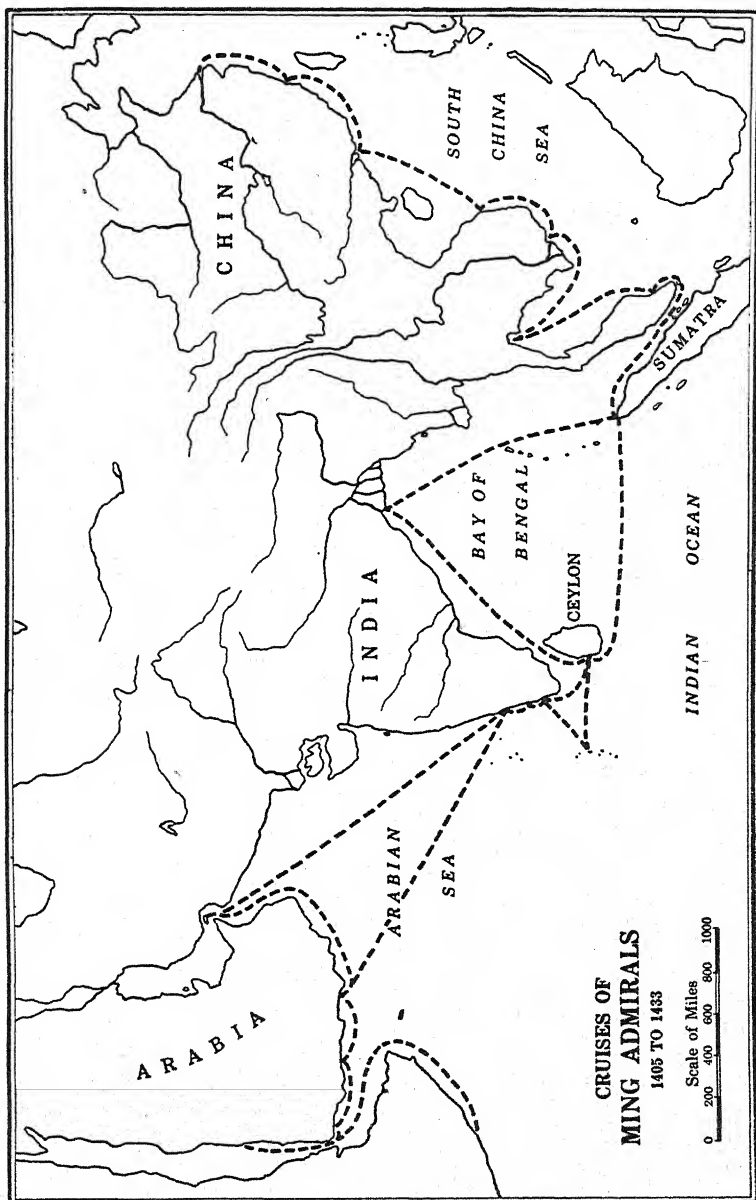 CHINA
SOUTH
CHINA
SEA
SUMATRA
BAY OF
BENGAL
INDIA
CEYLON
INDIAN OCEAN
ARABIAN
SEA
ARABIA
CRUISES OF
MING ADMIRALS
1405 TO 1433
Scale of Miles
0 200 400 600 800 1000